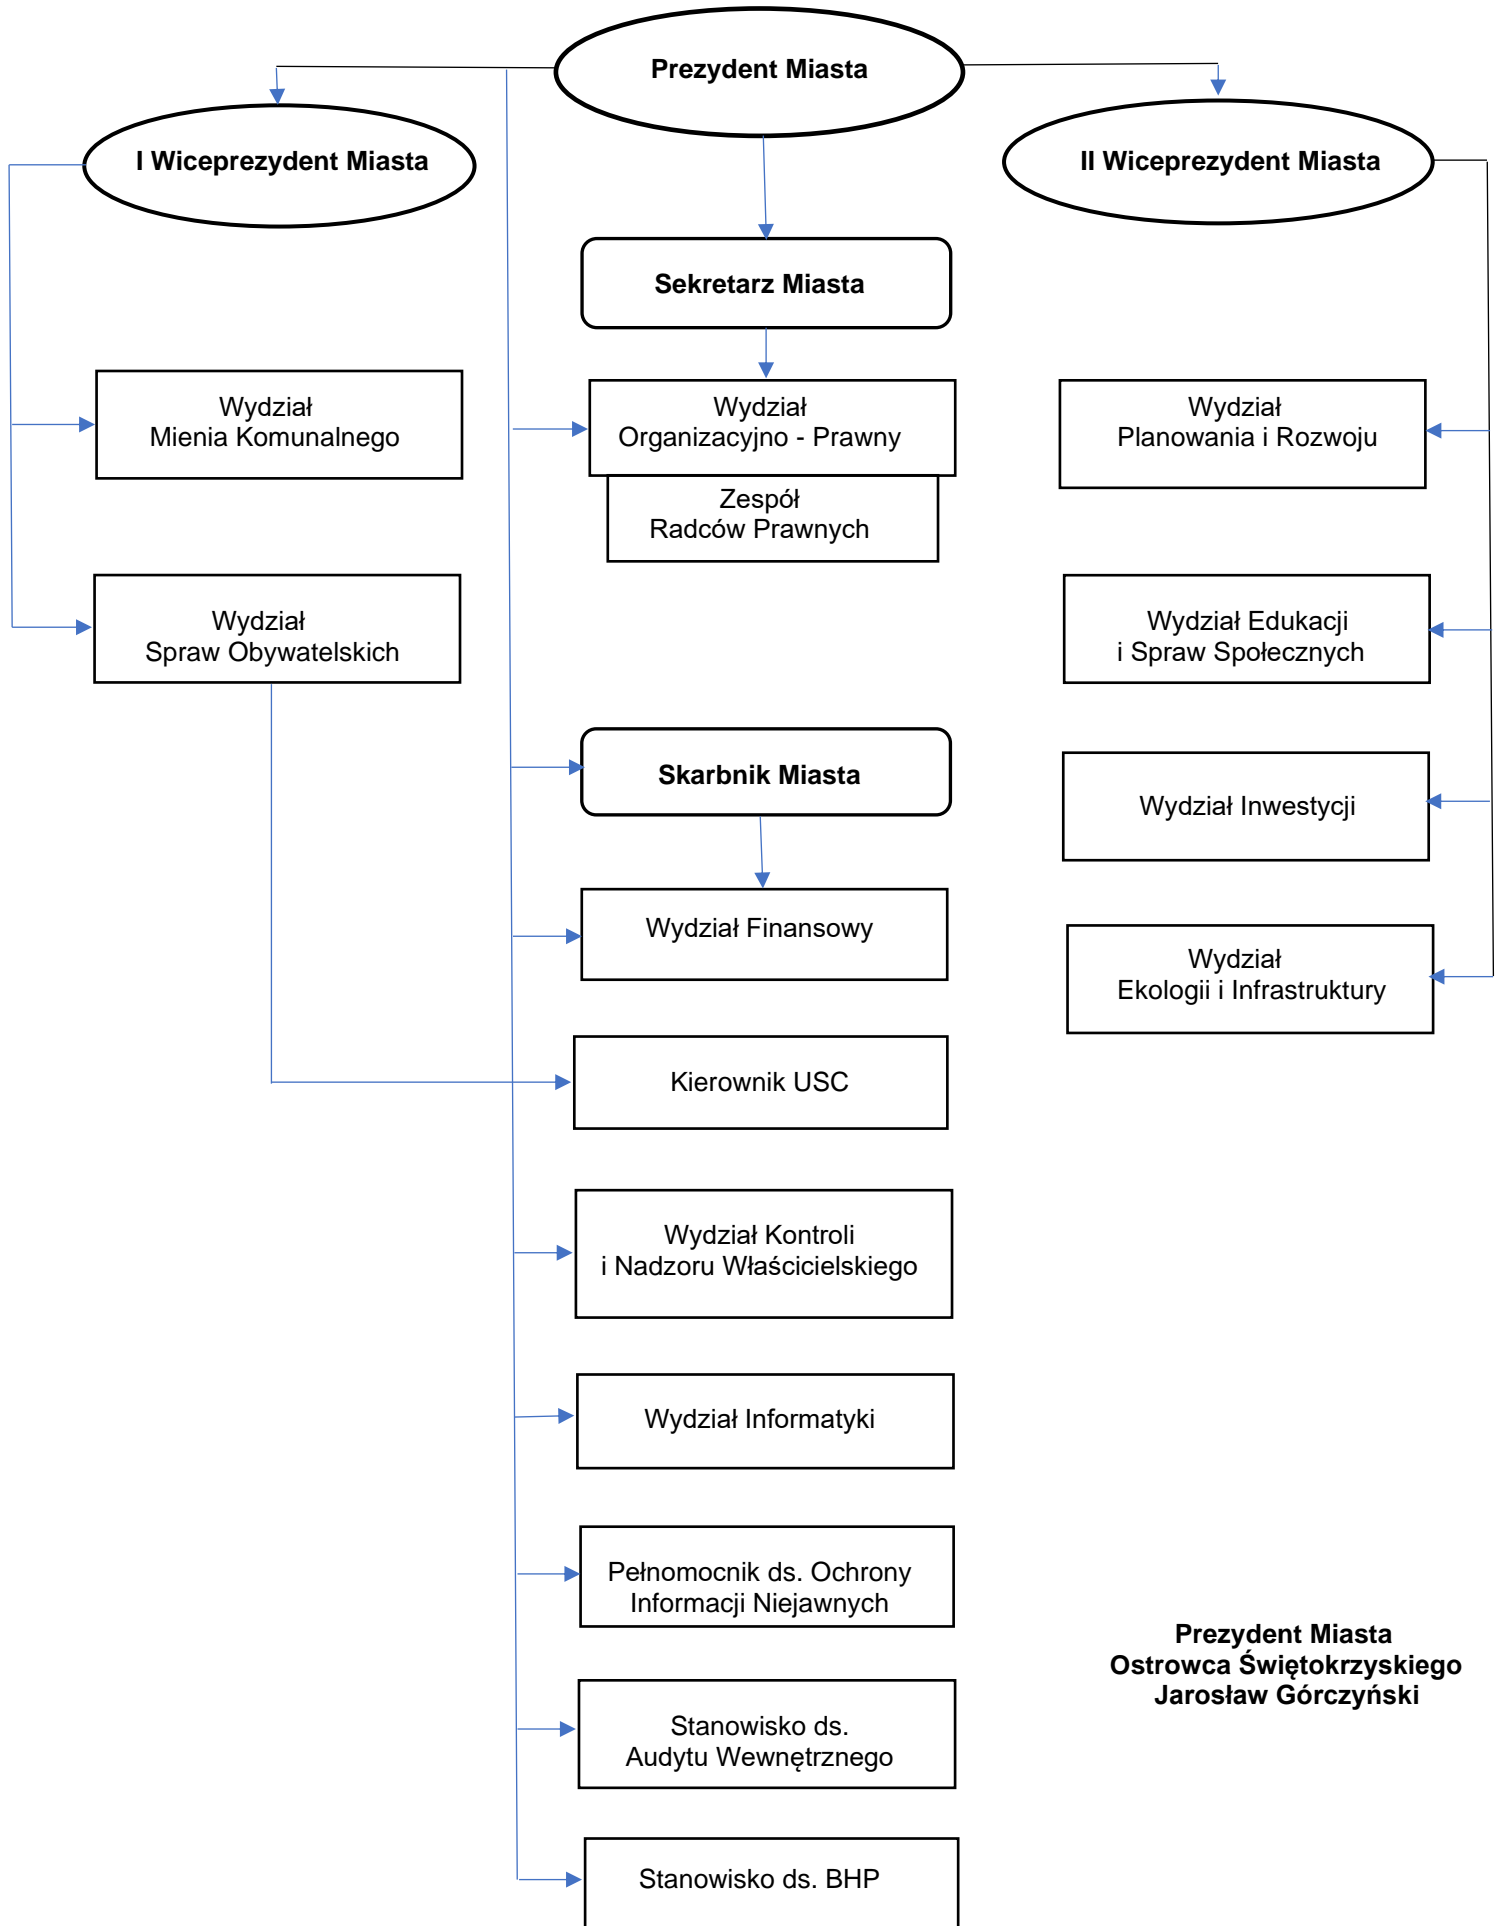 Prezydent Miasta
I Wiceprezydent Miasta
II Wiceprezydent Miasta
Sekretarz Miasta
Wydział
Mienia Komunalnego
Wydział
Organizacyjno - Prawny
Wydział
Planowania i Rozwoju
Zespół
Radców Prawnych
Wydział
Spraw Obywatelskich
Wydział Edukacji
i Spraw Społecznych
Skarbnik Miasta
Wydział Inwestycji
Wydział Finansowy
Wydział
Ekologii i Infrastruktury
Kierownik USC
Wydział Kontroli
i Nadzoru Właścicielskiego
Wydział Informatyki
Pełnomocnik ds. Ochrony
Informacji Niejawnych
Prezydent Miasta
Ostrowca Świętokrzyskiego
Jarosław Górczyński
Stanowisko ds.
Audytu Wewnętrznego
Stanowisko ds. BHP